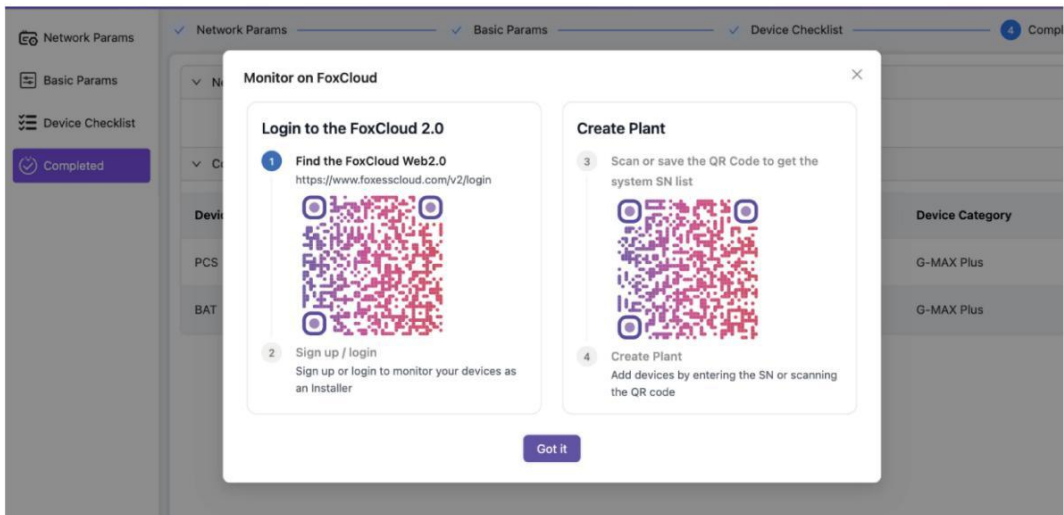 Network Params
Basic Params
Device Checklist
Completed
Network Params
Basic Params
Device Checklist
4 Compl
Ne
Co
Devic
Device Category
PCS
G-MAX Plus
BAT
G-MAX Plus
Monitor on FoxCloud
Login to the FoxCloud 2.0
1 Find the FoxCloud Web2.0
https://www.foxesscloud.com/v2/login
2 Sign up / login
Sign up or login to monitor your devices as
an Installer
Create Plant
3 Scan or save the QR Code to get the
system SN list
4 Create Plant
Add devices by entering the SN or scanning
the QR code
Got it